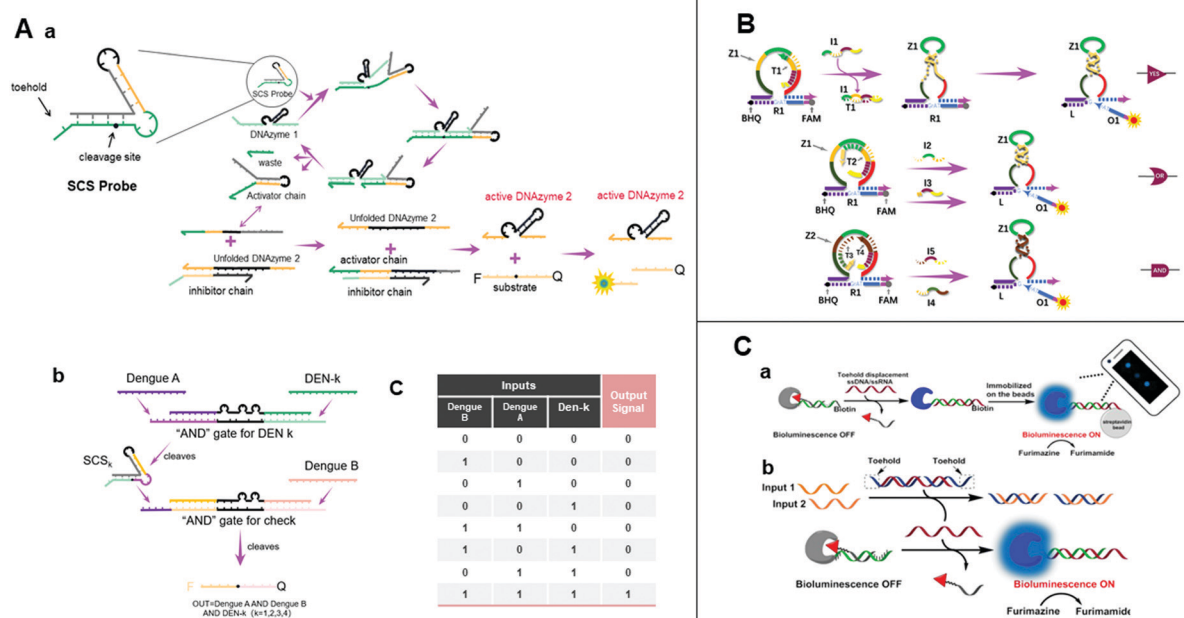 A a
toehold
cleavage site
SCS Probe
SCS Probe
DNAzyme 1
waste
Activator chain
Unfolded DNAzyme 2
inhibitor chain
Unfolded DNAzyme 2
activator chain
inhibitor chain
active DNAzyme 2
F
Q
substrate
active DNAzyme 2
Q
b
Dengue A
DEN-k
“AND” gate for DEN k
SCSk
cleaves
Dengue B
“AND” gate for check
cleaves
F
Q
OUT=Dengue A AND Dengue B
AND DEN-k (k=1,2,3,4)
C
Inputs
Output
Signal
Dengue B
Dengue A
Den-k
0 0 0 0
1 0 0 0
0 1 0 0
0 0 1 0
1 1 0 0
1 0 1 0
0 1 1 0
1 1 1 1
B
Z1
T1
BHQ
R1
FAM
I1
I1
T1
Z1
R1
Z1
L
O1
YES
Z1
T2
BHQ
R1
FAM
I2
I3
Z1
L
O1
OR
Z2
T3
T4
BHQ
R1
FAM
I5
I4
Z1
L
O1
AND
C
a
Toehold displacement
ssDNA/ssRNA
Biotin
Bioluminescence OFF
Biotin
Immobilized
on the beads
streptavidin
bead
Bioluminescence ON
Furimazine
Furimamide
b
Toehold
Toehold
Input 1
Input 2
Bioluminescence OFF
Bioluminescence ON
Furimazine
Furimamide